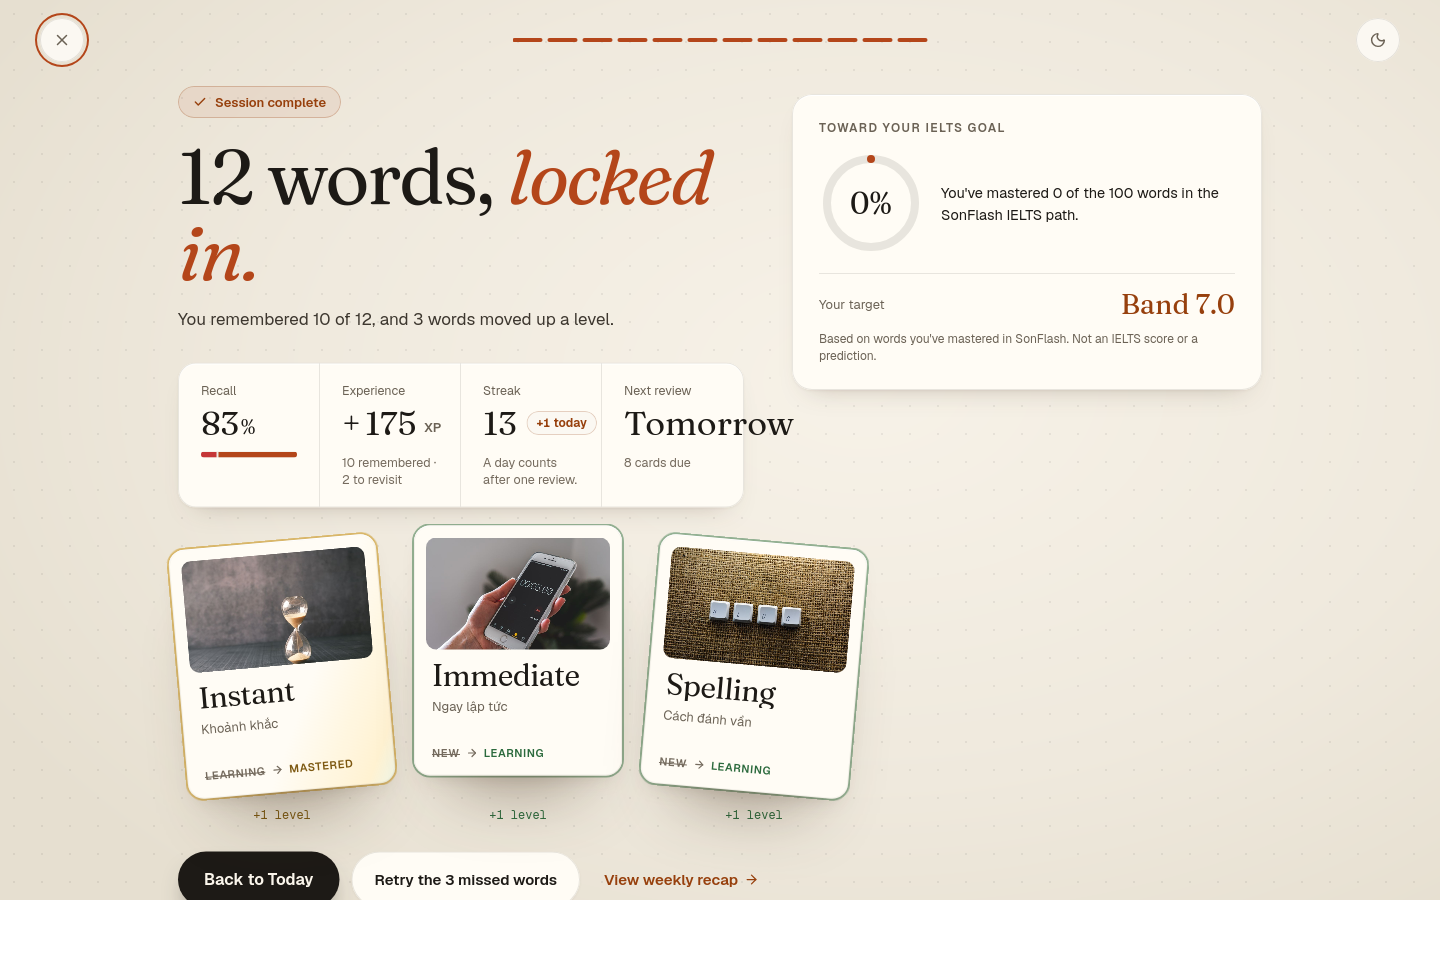 Session complete
12 words, locked
in.
You remembered 10 of 12, and 3 words moved up a level.
TOWARD YOUR IELTS GOAL
0%
You've mastered 0 of the 100 words in the
SonFlash IELTS path.
Your target
Band 7.0
Based on words you've mastered in SonFlash. Not an IELTS score or a
prediction.
Recall
83%
Experience
+175 XP
10 remembered ·
2 to revisit
Streak
13 +1 today
A day counts
after one review.
Next review
Tomorrow
8 cards due
Instant
Khoảnh khắc
LEARNING → MASTERED
+1 level
Immediate
Ngay lập tức
NEW → LEARNING
+1 level
Spelling
Cách đánh vần
NEW → LEARNING
+1 level
Back to Today
Retry the 3 missed words
View weekly recap →